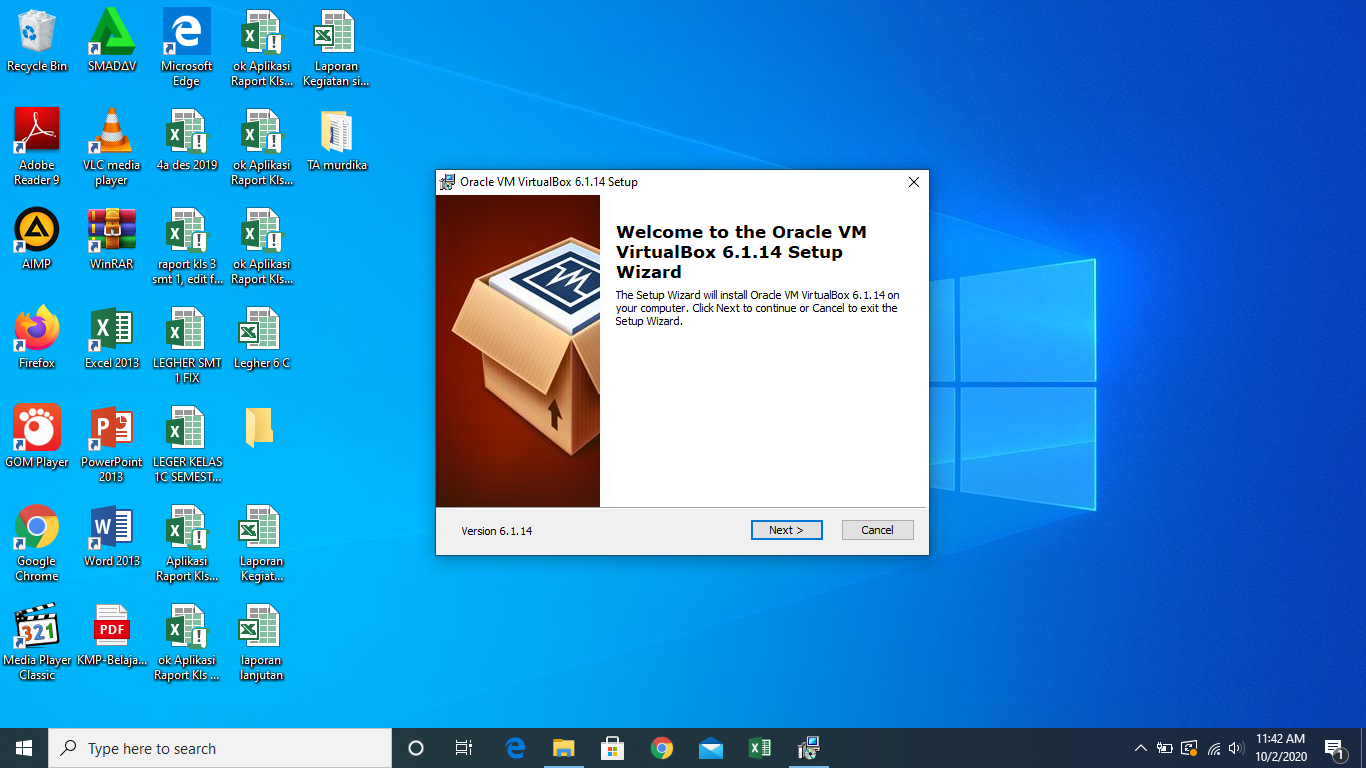 Recycle Bin
SMADΔV
Microsoft
Edge
ok Aplikasi
Raport Kls...
Laporan
Kegiatan si...
Adobe
Reader 9
VLC media
player
4a des 2019
ok Aplikasi
Raport Kls...
TA murdika
AIMP
WinRAR
raport kls 3
smt 1, edit f...
ok Aplikasi
Raport Kls...
Firefox
Excel 2013
LEGHER SMT
1 FIX
Legher 6 C
GOM Player
PowerPoint
2013
LEGER KELAS
1C SEMEST...
Google
Chrome
Word 2013
Aplikasi
Raport Kls...
Laporan
Kegiat...
321
Media Player
Classic
PDF
KMP-Belaja...
ok Aplikasi
Raport Kls ...
laporan
lanjutan
Oracle VM VirtualBox 6.1.14 Setup
Welcome to the Oracle VM
VirtualBox 6.1.14 Setup
Wizard
The Setup Wizard will install Oracle VM VirtualBox 6.1.14 on
your computer. Click Next to continue or Cancel to exit the
Setup Wizard.
Version 6.1.14
Next >
Cancel
Type here to search
11:42 AM
10/2/2020
1